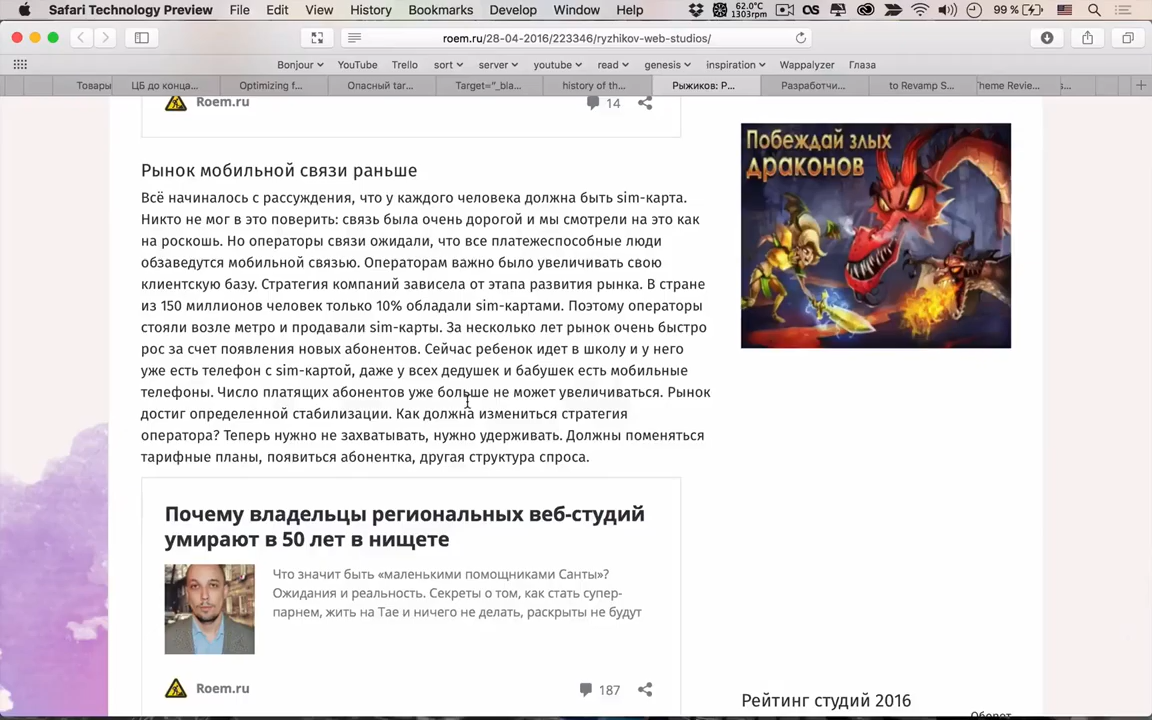 Safari Technology Preview File Edit View History Bookmarks Develop Window Help 62.0°C 1303rpm 99 %
roem.ru/28-04-2016/223346/ryzhikov-web-studios/
Bonjour YouTube Trello sort server youtube read genesis inspiration Wappalyzer Глаза
Товары ЦБ до конца... Optimizing f... Опасный tar... Target="_bla... history of th... Рыжиков: Р... Разработчи... to Revamp S... Theme Revie...
Roem.ru 14
Рынок мобильной связи раньше
Всё начиналось с рассуждения, что у каждого человека должна быть sim-карта.
Никто не мог в это поверить: связь была очень дорогой и мы смотрели на это как
на роскошь. Но операторы связи ожидали, что все платежеспособные люди
обзаведутся мобильной связью. Операторам важно было увеличивать свою
клиентскую базу. Стратегия компаний зависела от этапа развития рынка. В стране
из 150 миллионов человек только 10% обладали sim-картами. Поэтому операторы
стояли возле метро и продавали sim-карты. За несколько лет рынок очень быстро
рос за счет появления новых абонентов. Сейчас ребенок идет в школу и у него
уже есть телефон с sim-картой, даже у всех дедушек и бабушек есть мобильные
телефоны. Число платящих абонентов уже больше не может увеличиваться. Рынок
достиг определенной стабилизации. Как должна измениться стратегия
оператора? Теперь нужно не захватывать, нужно удерживать. Должны поменяться
тарифные планы, появиться абонентка, другая структура спроса.
Почему владельцы региональных веб-студий
умирают в 50 лет в нищете
Что значит быть «маленькими помощниками Санты»?
Ожидания и реальность. Секреты о том, как стать супер-
парнем, жить на Тае и ничего не делать, раскрыты не будут
Roem.ru 187
Побеждай злых
драконов
Рейтинг студий 2016
Оборот